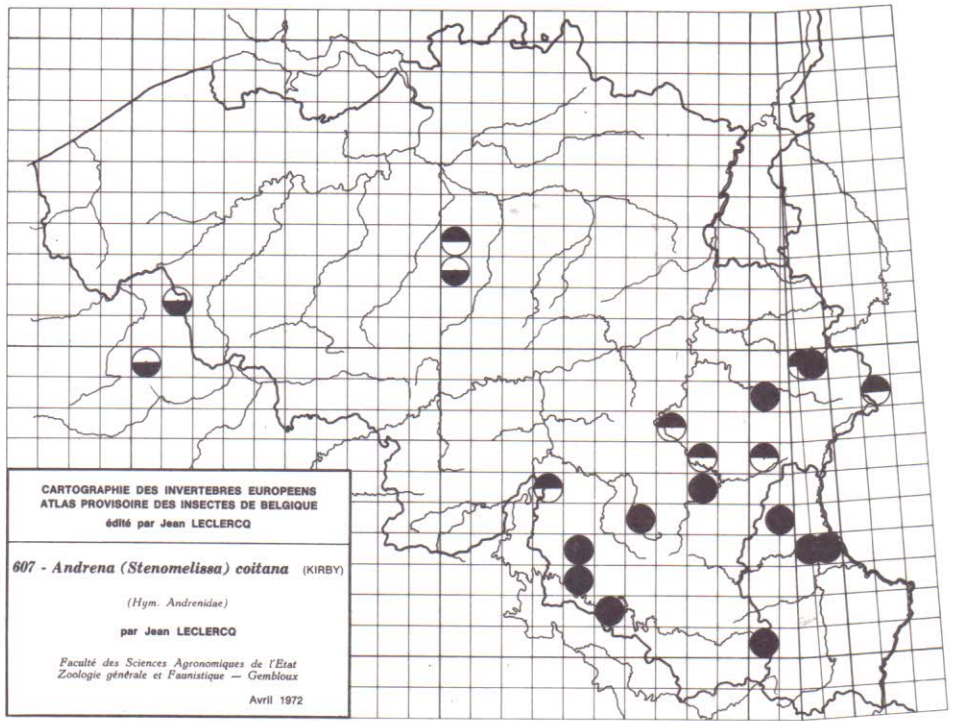 CARTOGRAPHIE DES INVERTEBRES EUROPEENS
ATLAS PROVISOIRE DES INSECTES DE BELGIQUE
édité par Jean LECLERCQ
607 - Andrena (Stenomelissa) coitana (KIRBY)
(Hym. Andrenidae)
par Jean LECLERCQ
Faculté des Sciences Agronomiques de l'Etat
Zoologie générale et Faunistique — Gembloux
Avril 1972